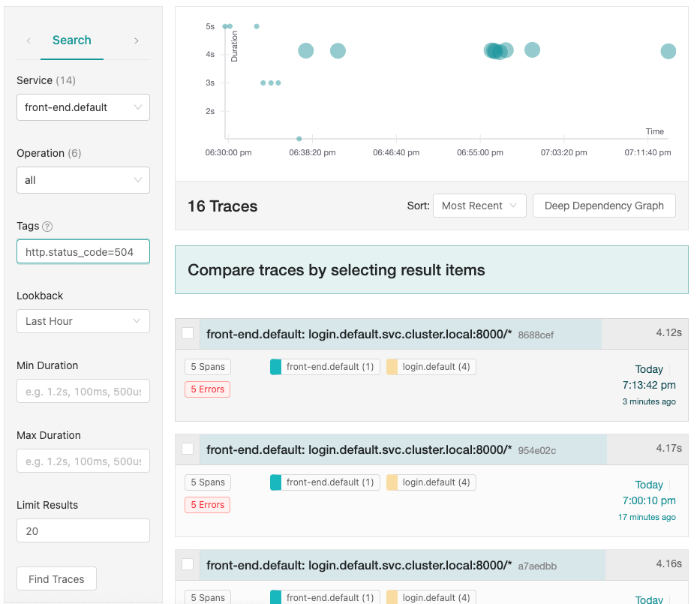 Search
Service (14)
front-end.default
Operation (6)
all
Tags ?
http.status_code=504
Lookback
Last Hour
Min Duration
e.g. 1.2s, 100ms, 500us
Max Duration
e.g. 1.2s, 100ms, 500us
Limit Results
20
Find Traces
Duration
5s
4s
3s
2s
Time
06:30:00 pm 06:38:20 pm 06:46:40 pm 06:55:00 pm 07:03:20 pm 07:11:40 pm
16 Traces
Sort: Most Recent
Deep Dependency Graph
Compare traces by selecting result items
front-end.default: login.default.svc.cluster.local:8000/* 8688cef 4.12s
5 Spans front-end.default (1) login.default (4) Today
5 Errors 7:13:42 pm
3 minutes ago
front-end.default: login.default.svc.cluster.local:8000/* 954e02c 4.17s
5 Spans front-end.default (1) login.default (4) Today
5 Errors 7:00:10 pm
17 minutes ago
front-end.default: login.default.svc.cluster.local:8000/* a7aedbb 4.16s
5 Spans front-end.default (1) login.default (4) Today